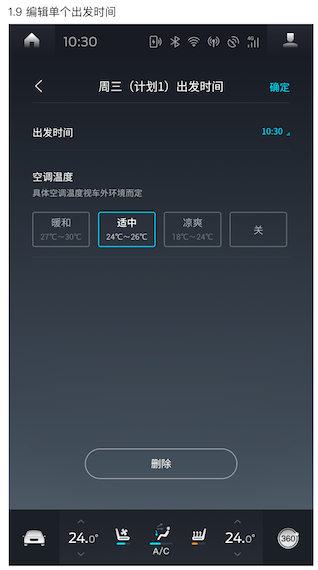 1.9 编辑单个出发时间
10:30
4G
周三（计划1）出发时间
确定
出发时间
10:30
空调温度
具体空调温度视车外环境而定
暖和
27℃～30℃
适中
24℃～26℃
凉爽
18℃～24℃
关
删除
24.0°
A/C
24.0°
360°